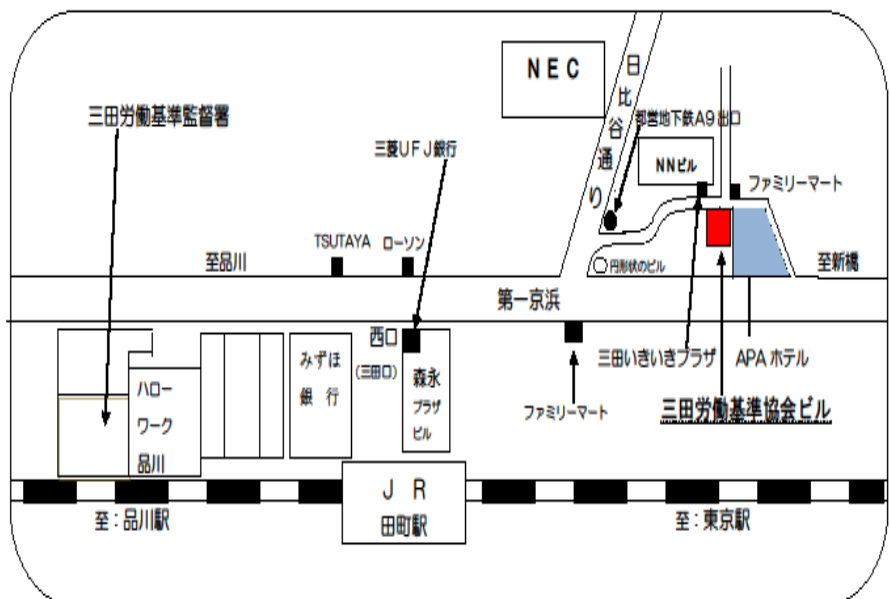 NEC
日比谷通り
三田労働基準監督署
都営地下鉄A9出口
三菱UFJ銀行
NNビル
ファミリーマート
TSUTAYA
ローソン
至品川
円形状のビル
至新橋
第一京浜
西口
(三田口)
みずほ
銀行
森永
プラザ
ビル
三田いきいきプラザ
APAホテル
ハロー
ワーク
品川
ファミリーマート
三田労働基準協会ビル
JR
田町駅
至:品川駅
至:東京駅